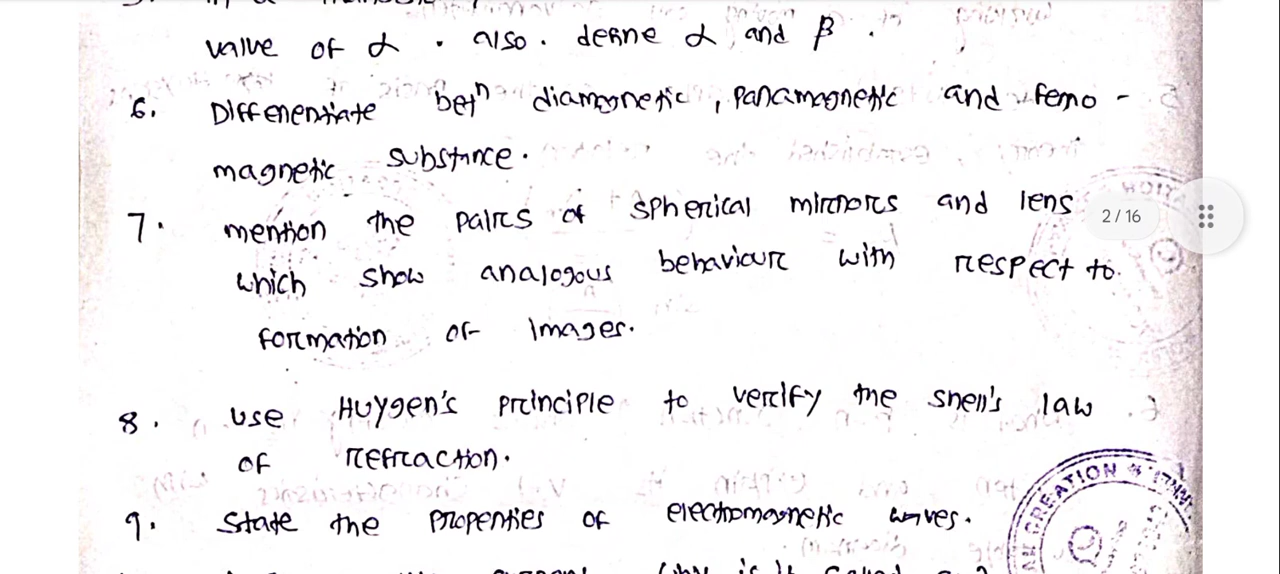 value of α . also . define α and β .
6. Differentiate betⁿ diamagnetic, paramagnetic and ferro -
magnetic substance.
7. mention the pairs of spherical mirrors and lens
2 / 16
which show analogous behaviour with respect to
formation of images.
8. use Huygen's principle to verify the snell's law
of refraction.
9. state the properties of electromagnetic waves.